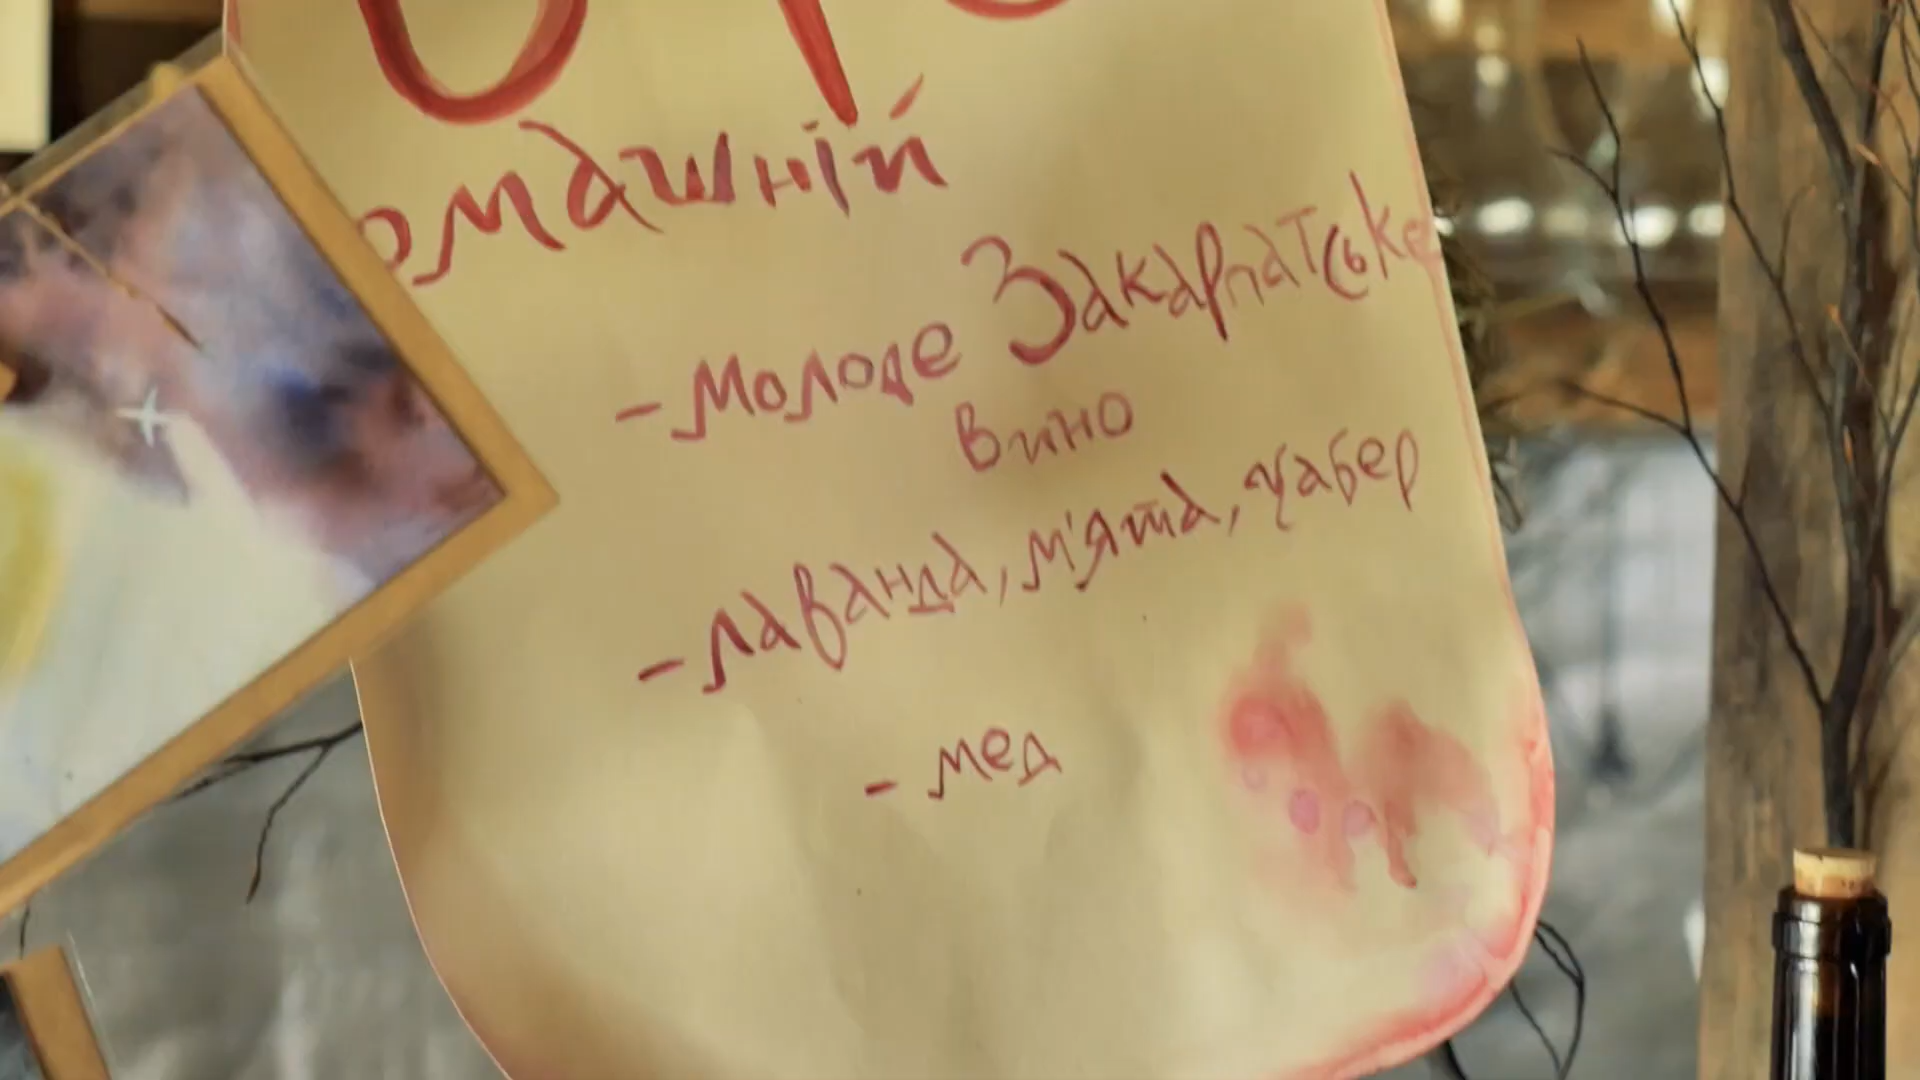 омашній
- Молоде Закарпатське
вино
- лаванда, м'ята, чабер
- мед